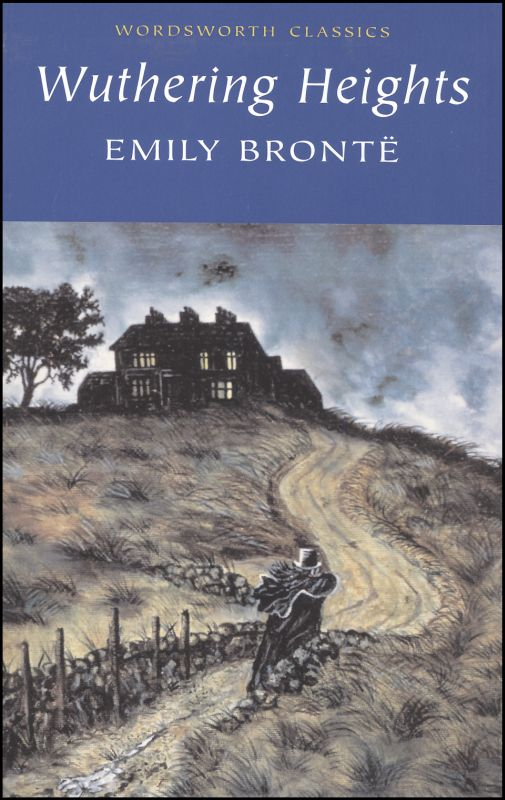 WORDSWORTH CLASSICS
Wuthering Heights
EMILY BRONTË